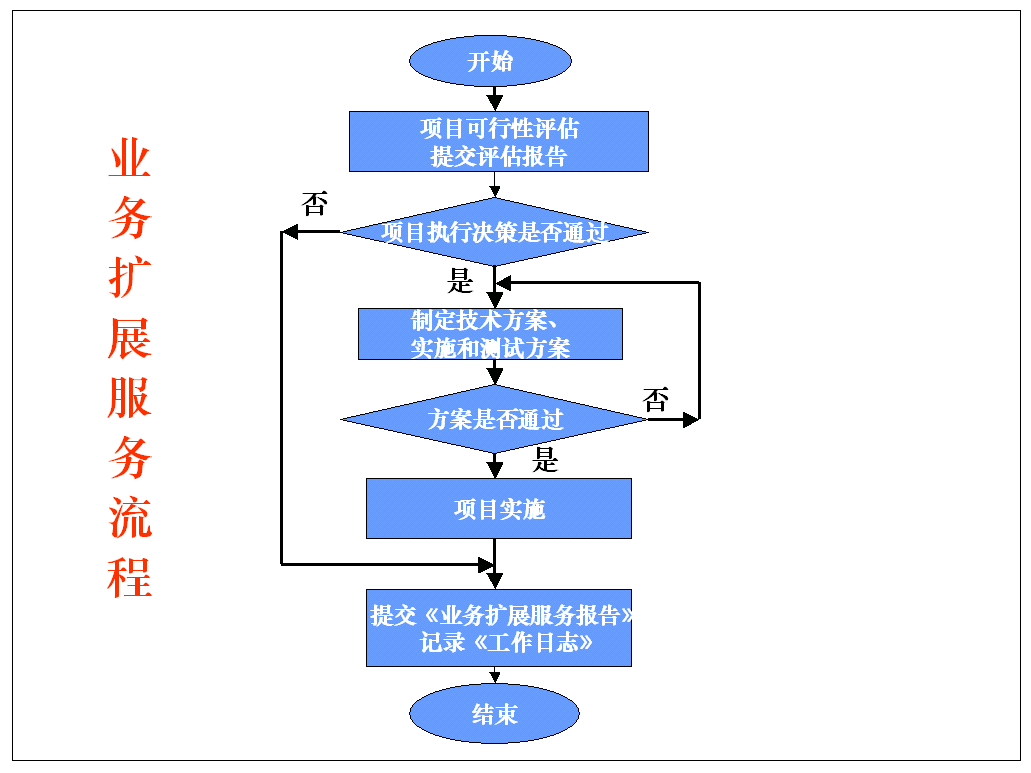 业务扩展服务流程
开始
项目可行性评估
提交评估报告
否
项目执行决策是否通过
是
制定技术方案、
实施和测试方案
否
方案是否通过
是
项目实施
提交《业务扩展服务报告》
记录《工作日志》
结束